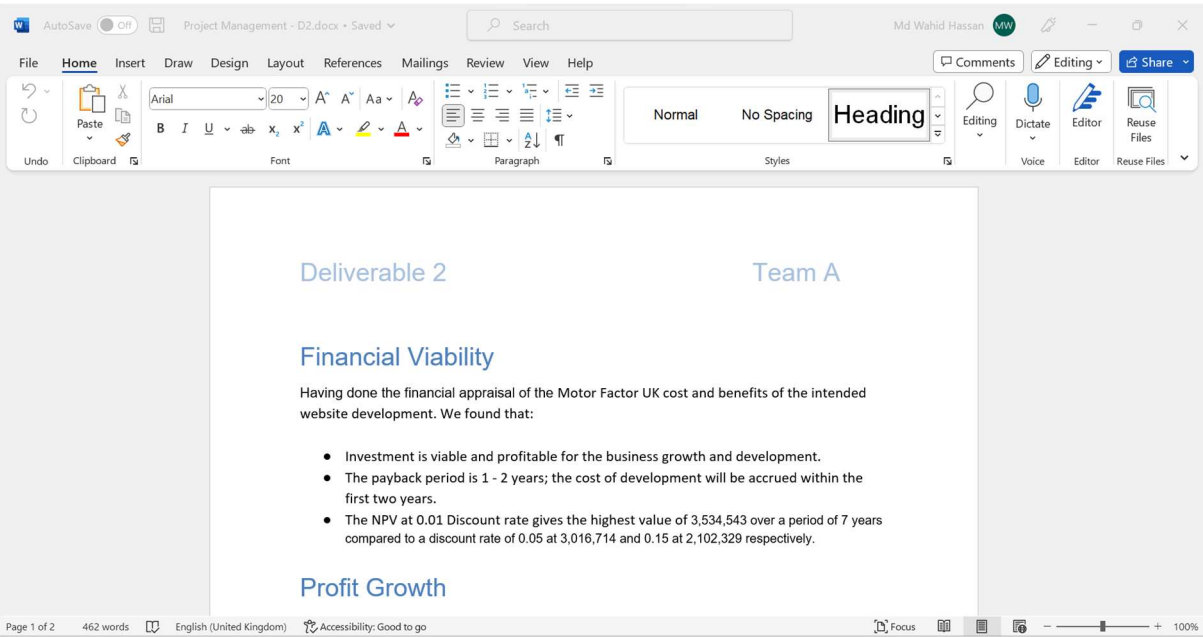 AutoSave Off Project Management - D2.docx • Saved Search Md Wahid Hassan MW
File Home Insert Draw Design Layout References Mailings Review View Help Comments Editing Share
Paste Arial 20 A A Aa A Normal No Spacing Heading Editing Dictate Editor Reuse Files
B I U ab x₂ x² A A
Undo Clipboard Font Paragraph Styles Voice Editor Reuse Files
Deliverable 2 Team A
Financial Viability
Having done the financial appraisal of the Motor Factor UK cost and benefits of the intended
website development. We found that:
● Investment is viable and profitable for the business growth and development.
● The payback period is 1 - 2 years; the cost of development will be accrued within the
first two years.
● The NPV at 0.01 Discount rate gives the highest value of 3,534,543 over a period of 7 years
compared to a discount rate of 0.05 at 3,016,714 and 0.15 at 2,102,329 respectively.
Profit Growth
Page 1 of 2 462 words English (United Kingdom) Accessibility: Good to go Focus 100%